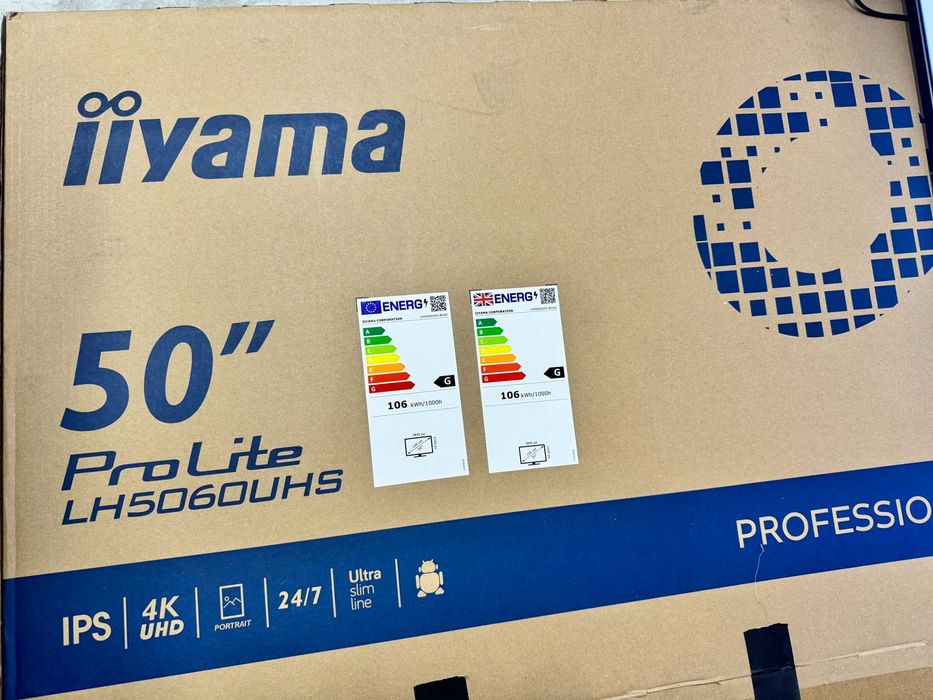 iiyama
50″
ProLite
LH5060UHS
ENERG
IIYAMA CORPORATION
A
B
C
D
E
F
G
G
106 kWh/1000h
ENERG
IIYAMA CORPORATION
A
B
C
D
E
F
G
G
106 kWh/1000h
PROFESSIO
IPS
4K
UHD
PORTRAIT
24/7
Ultra
slim
line